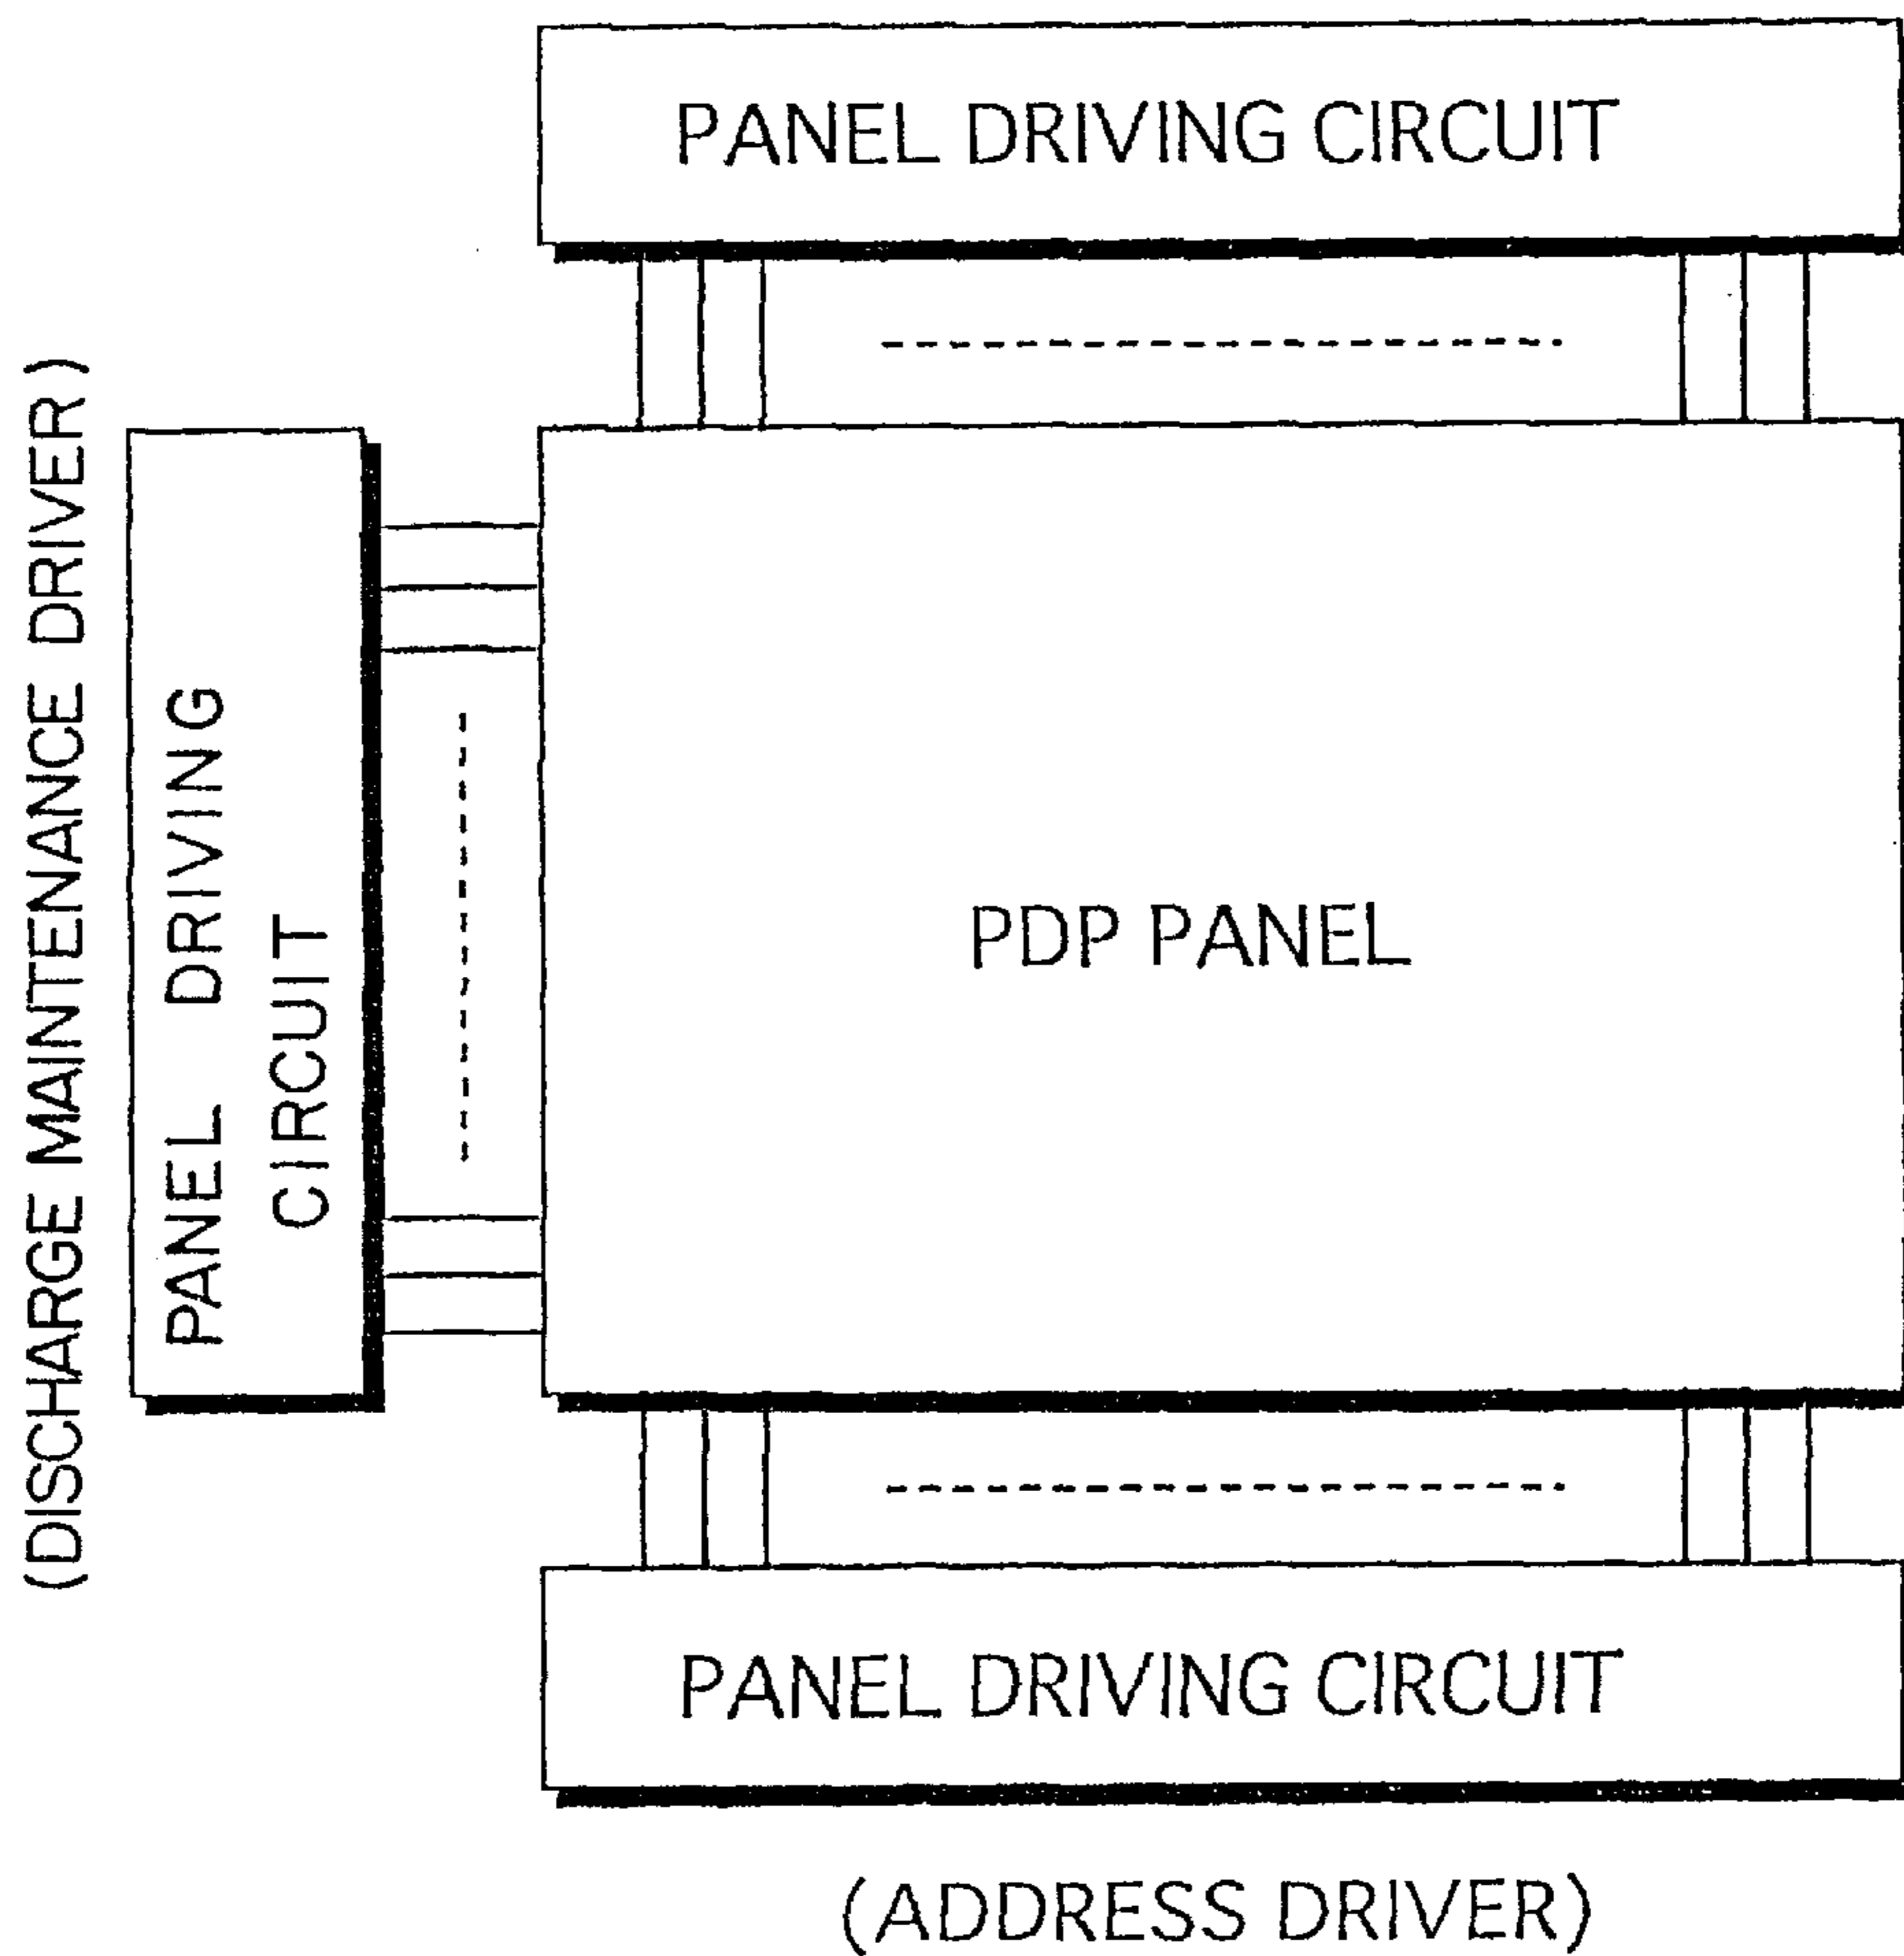 PANEL DRIVING CIRCUIT
(DISCHARGE MAINTENANCE DRIVER)
PANEL DRIVING
CIRCUIT
PDP PANEL
PANEL DRIVING CIRCUIT
(ADDRESS DRIVER)